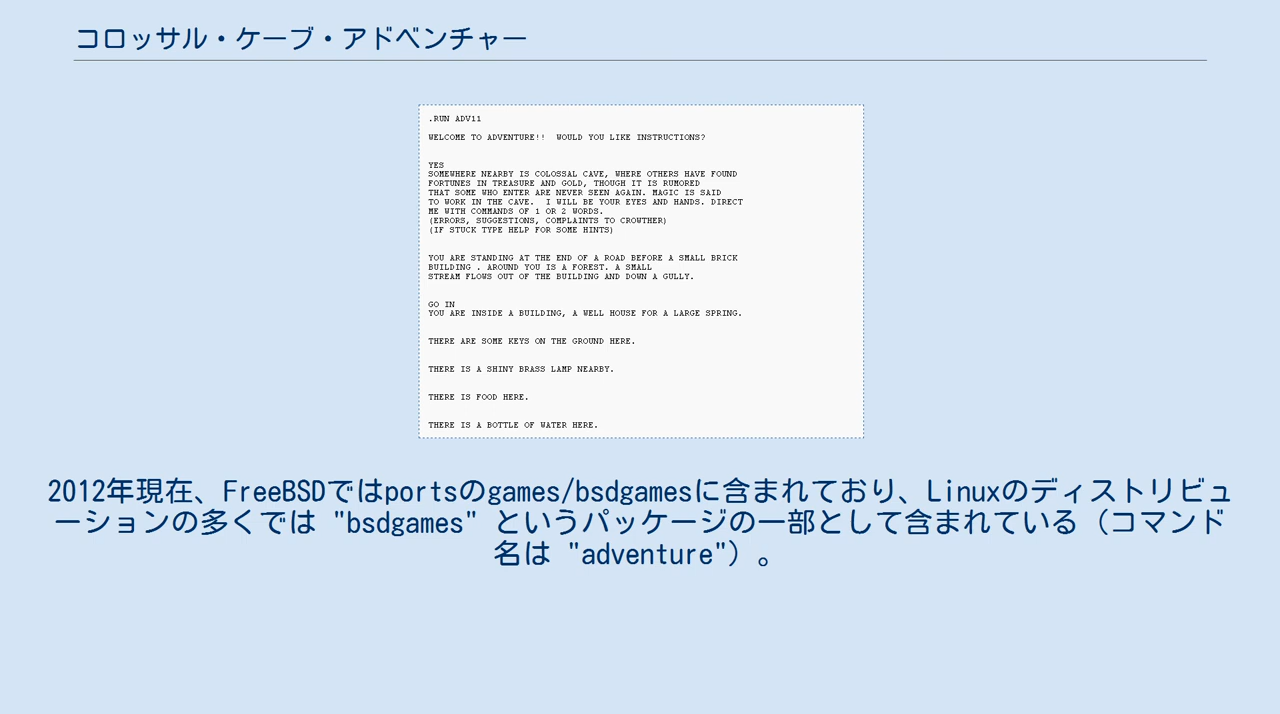 コロッサル・ケーブ・アドベンチャー
.RUN ADV11
WELCOME TO ADVENTURE!!  WOULD YOU LIKE INSTRUCTIONS?
YES
SOMEWHERE NEARBY IS COLOSSAL CAVE, WHERE OTHERS HAVE FOUND
FORTUNES IN TREASURE AND GOLD, THOUGH IT IS RUMORED
THAT SOME WHO ENTER ARE NEVER SEEN AGAIN. MAGIC IS SAID
TO WORK IN THE CAVE.  I WILL BE YOUR EYES AND HANDS. DIRECT
ME WITH COMMANDS OF 1 OR 2 WORDS.
(ERRORS, SUGGESTIONS, COMPLAINTS TO CROWTHER)
(IF STUCK TYPE HELP FOR SOME HINTS)
YOU ARE STANDING AT THE END OF A ROAD BEFORE A SMALL BRICK
BUILDING . AROUND YOU IS A FOREST. A SMALL
STREAM FLOWS OUT OF THE BUILDING AND DOWN A GULLY.
GO IN
YOU ARE INSIDE A BUILDING, A WELL HOUSE FOR A LARGE SPRING.
THERE ARE SOME KEYS ON THE GROUND HERE.
THERE IS A SHINY BRASS LAMP NEARBY.
THERE IS FOOD HERE.
THERE IS A BOTTLE OF WATER HERE.
2012年現在、FreeBSDではportsのgames/bsdgamesに含まれており、Linuxのディストリビュ
ーションの多くでは "bsdgames" というパッケージの一部として含まれている（コマンド
名は "adventure"）。